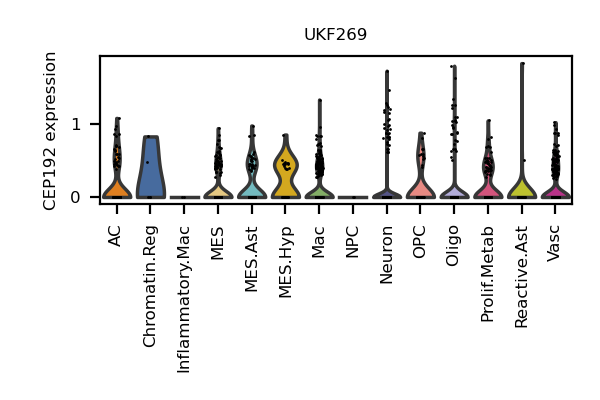 UKF269
CEP192 expression
1
0
AC
Chromatin.Reg
Inflammatory.Mac
MES
MES.Ast
MES.Hyp
Mac
NPC
Neuron
OPC
Oligo
Prolif.Metab
Reactive.Ast
Vasc